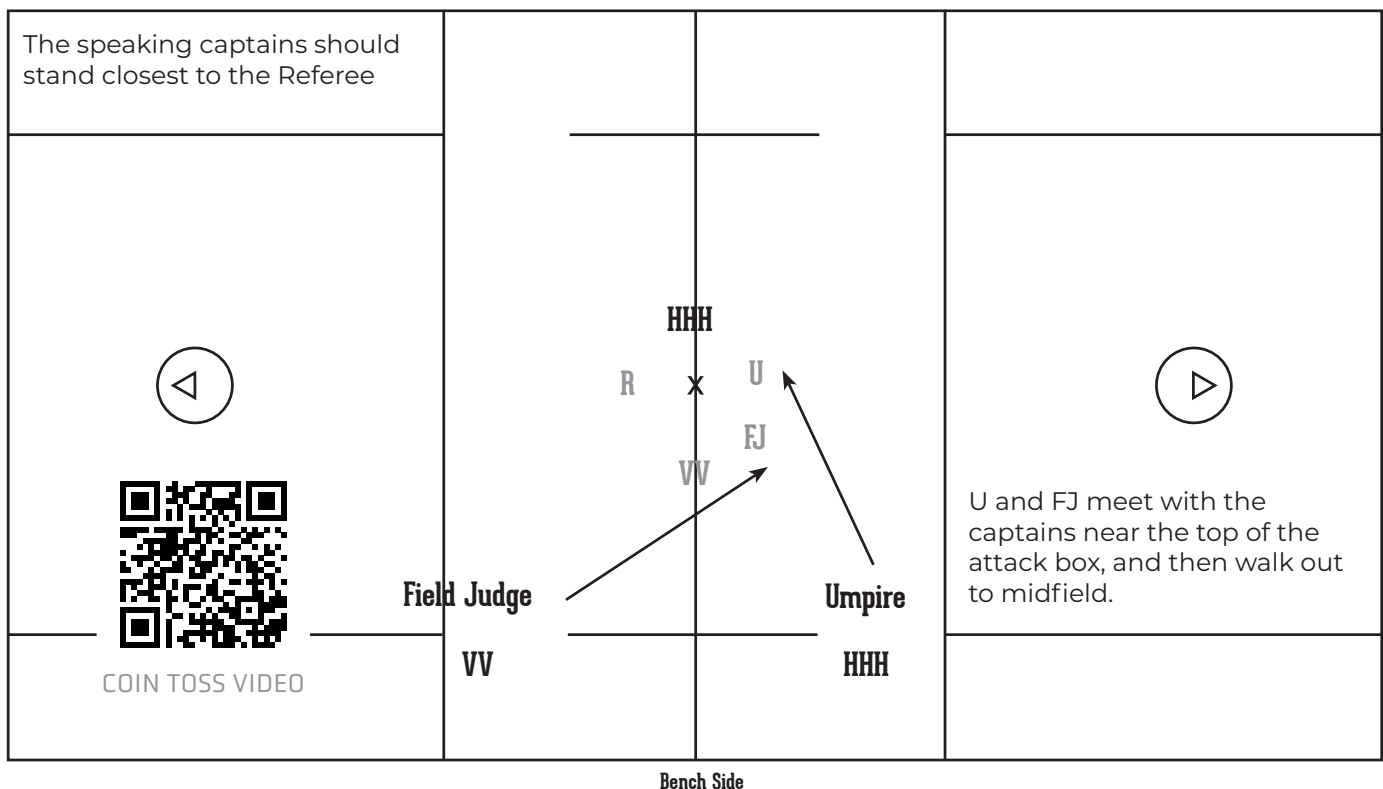 The speaking captains should
stand closest to the Referee
HHH
R
X
U
FJ
VV
U and FJ meet with the
captains near the top of the
attack box, and then walk out
to midfield.
Field Judge
Umpire
VV
HHH
COIN TOSS VIDEO
Bench Side